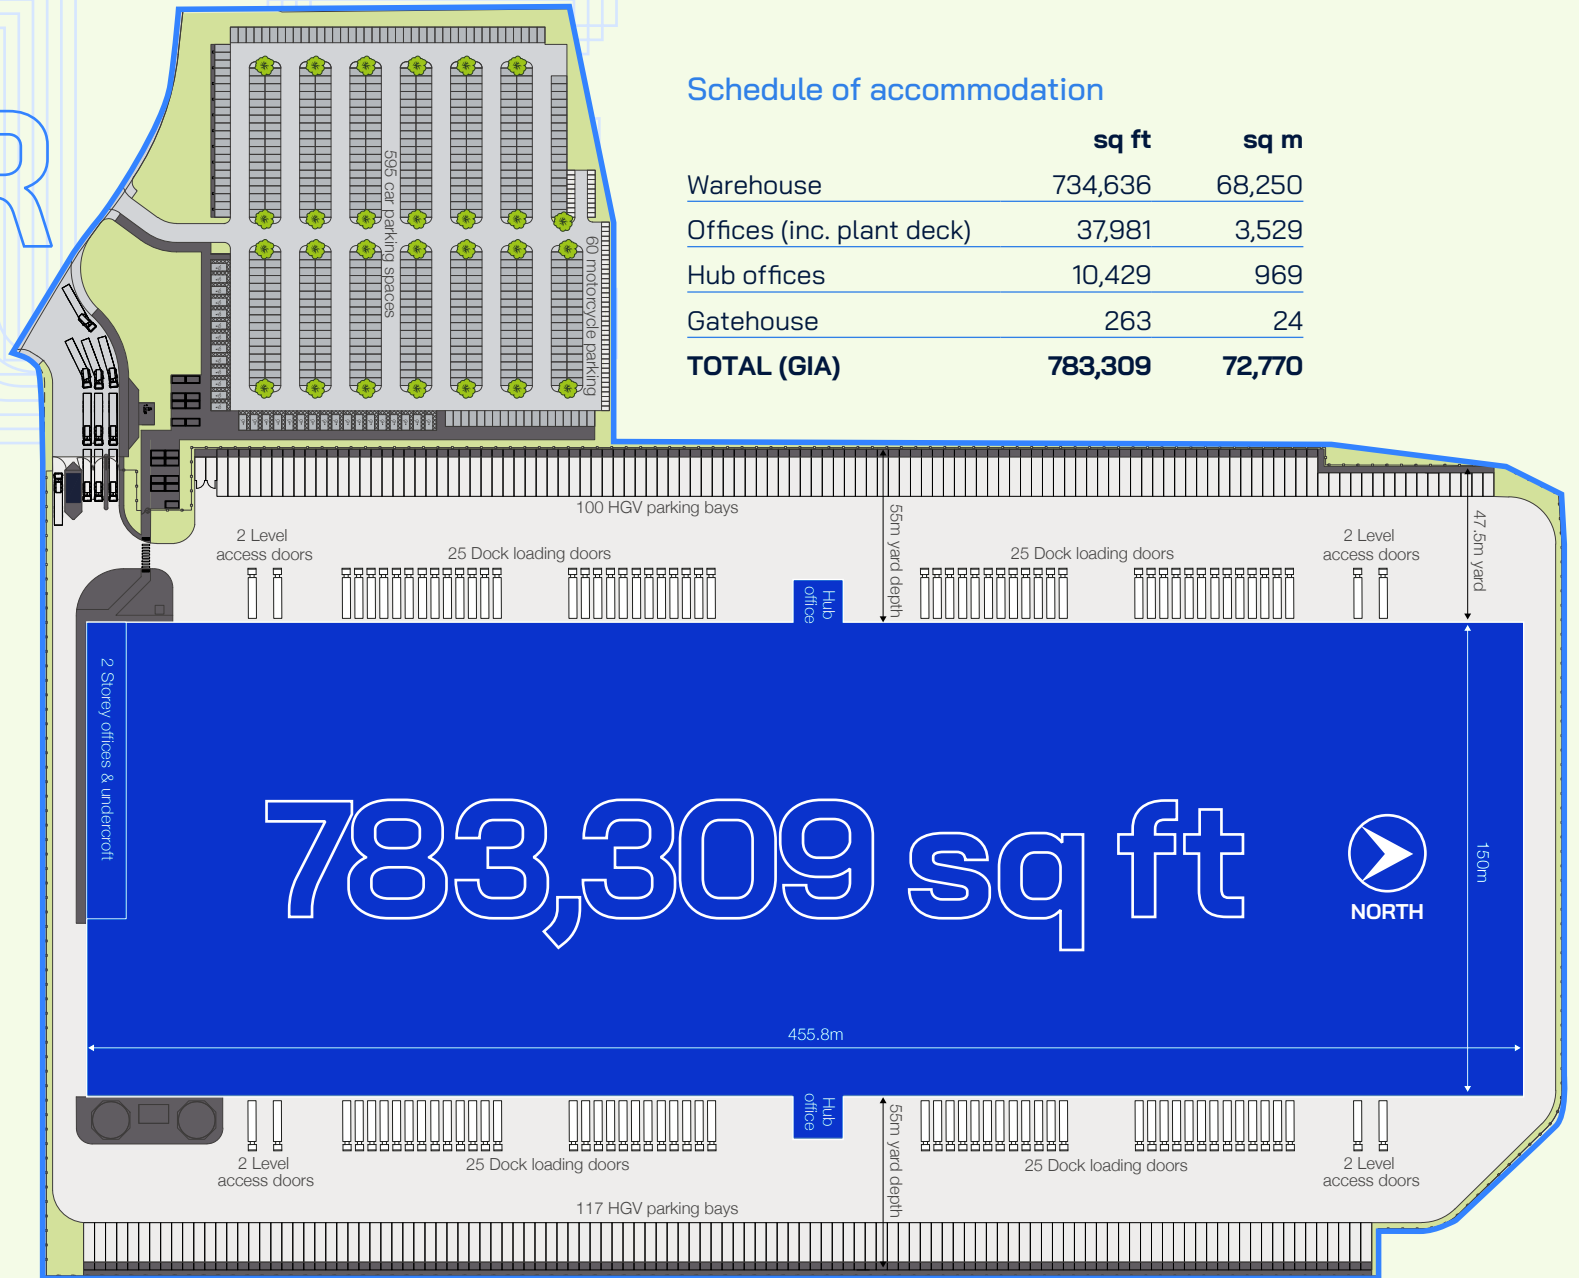 R
Schedule of accommodation
sq ft sq m
Warehouse 734,636 68,250
Offices (inc. plant deck) 37,981 3,529
Hub offices 10,429 969
Gatehouse 263 24
TOTAL (GIA) 783,309 72,770
595 car parking spaces
60 motorcycle parking
100 HGV parking bays
2 Level
access doors
25 Dock loading doors
55m yard depth
25 Dock loading doors
2 Level
access doors
47.5m yard
Hub
office
2 Storey offices & undercroft
783,309 sq ft
NORTH
150m
455.8m
Hub
office
55m yard depth
2 Level
access doors
25 Dock loading doors
25 Dock loading doors
2 Level
access doors
117 HGV parking bays